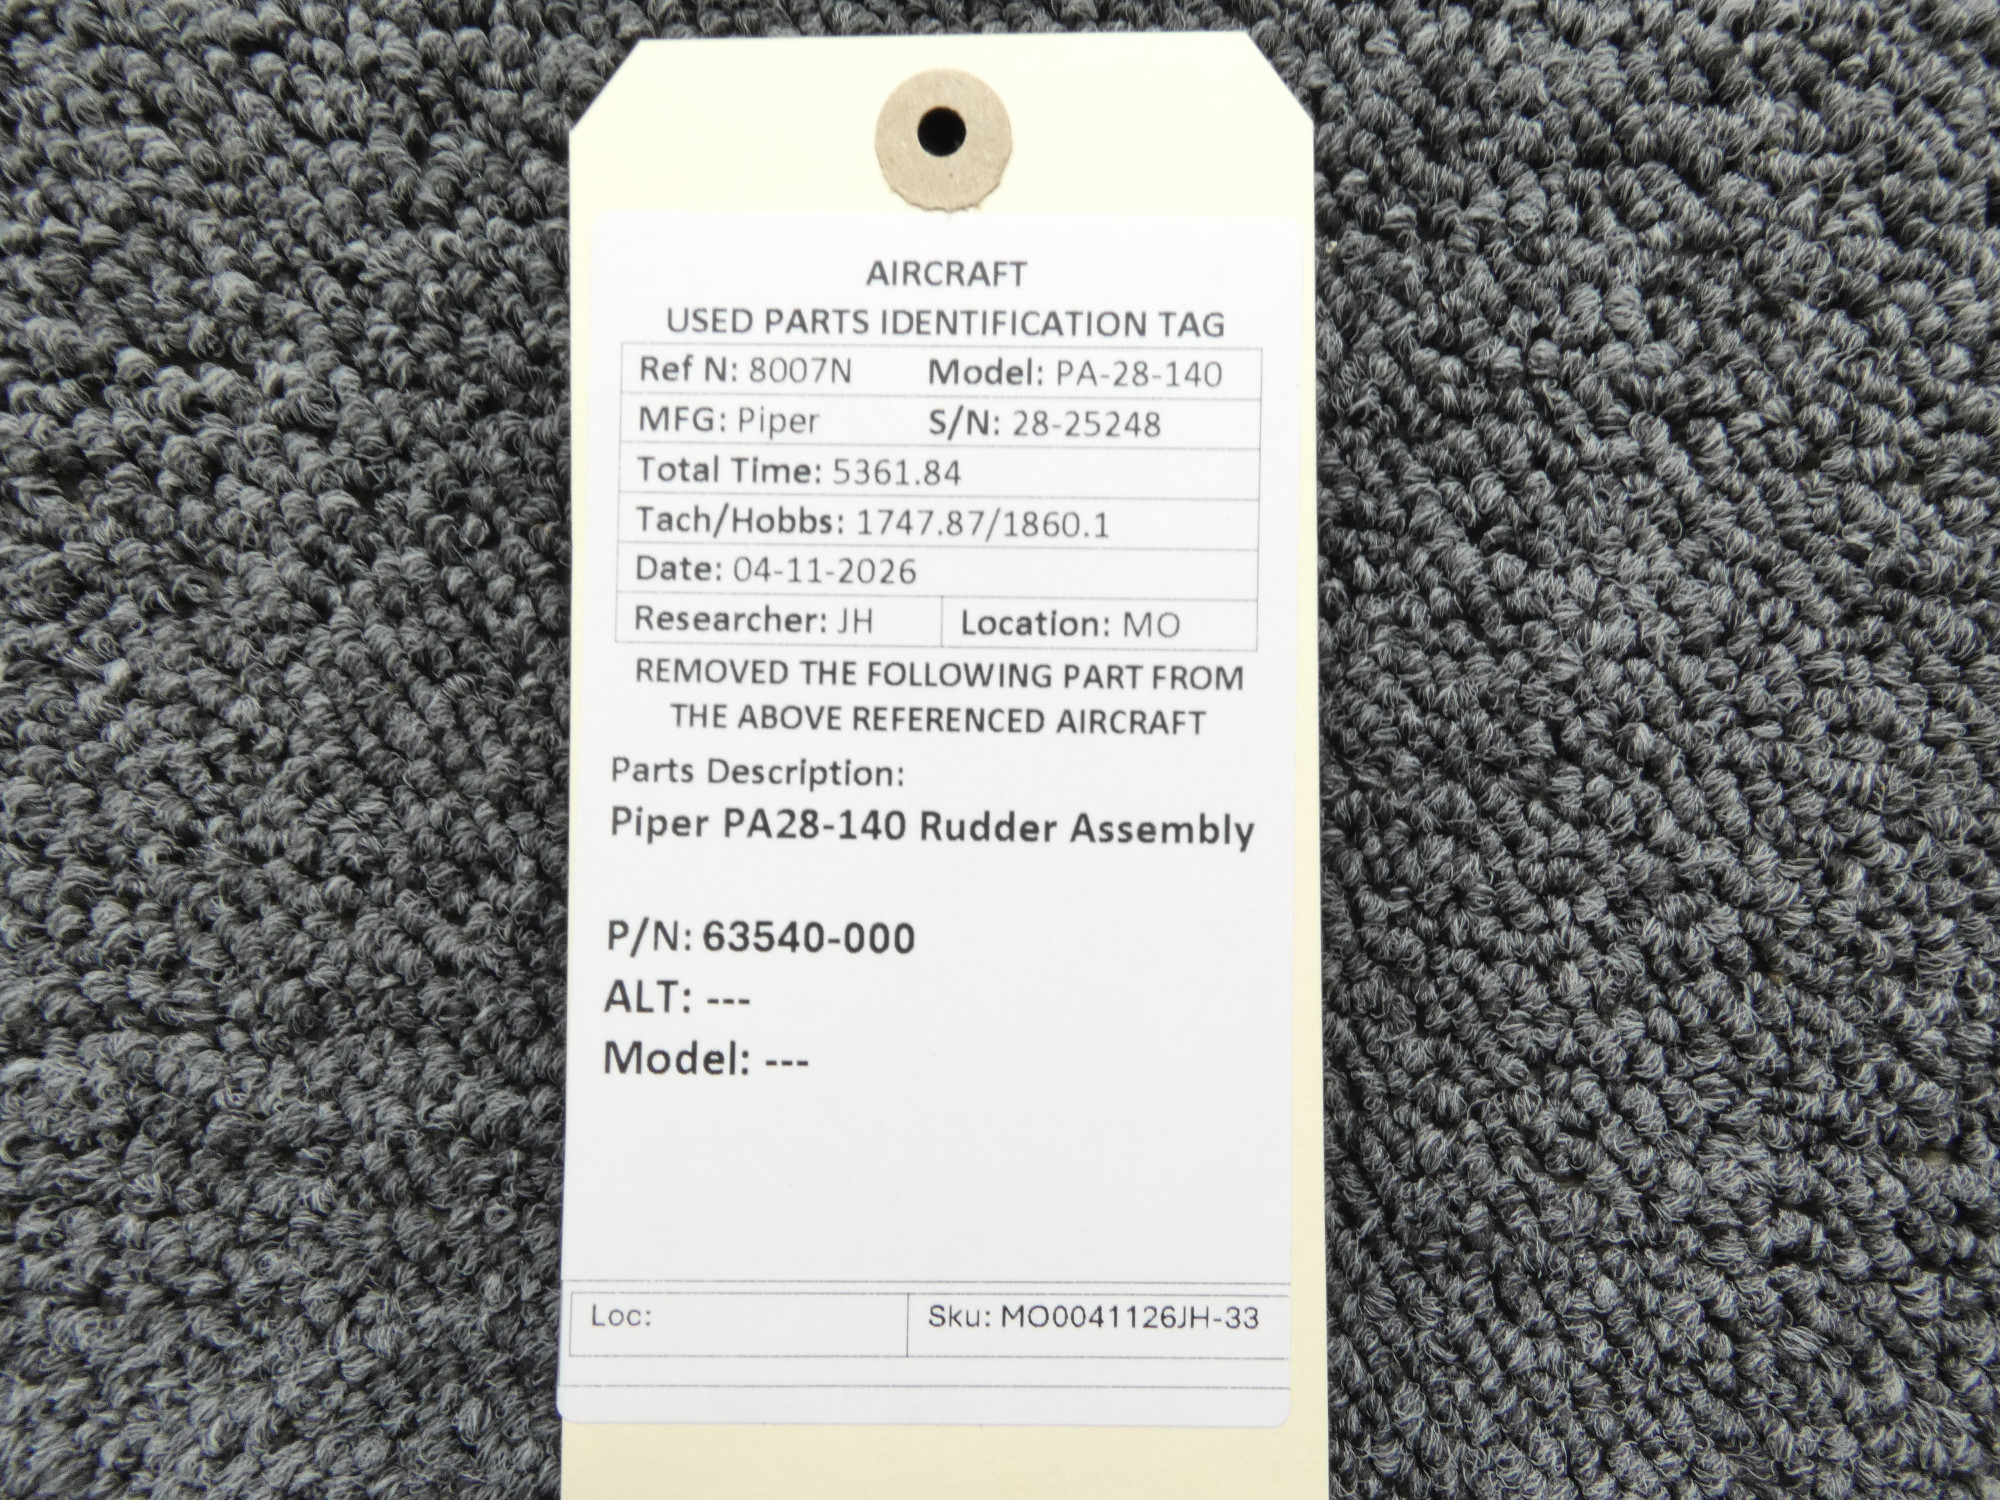 AIRCRAFT
USED PARTS IDENTIFICATION TAG
Ref N: 8007N Model: PA-28-140
MFG: Piper S/N: 28-25248
Total Time: 5361.84
Tach/Hobbs: 1747.87/1860.1
Date: 04-11-2026
Researcher: JH Location: MO
REMOVED THE FOLLOWING PART FROM
THE ABOVE REFERENCED AIRCRAFT
Parts Description:
Piper PA28-140 Rudder Assembly
P/N: 63540-000
ALT: ---
Model: ---
Loc: Sku: MO0041126JH-33